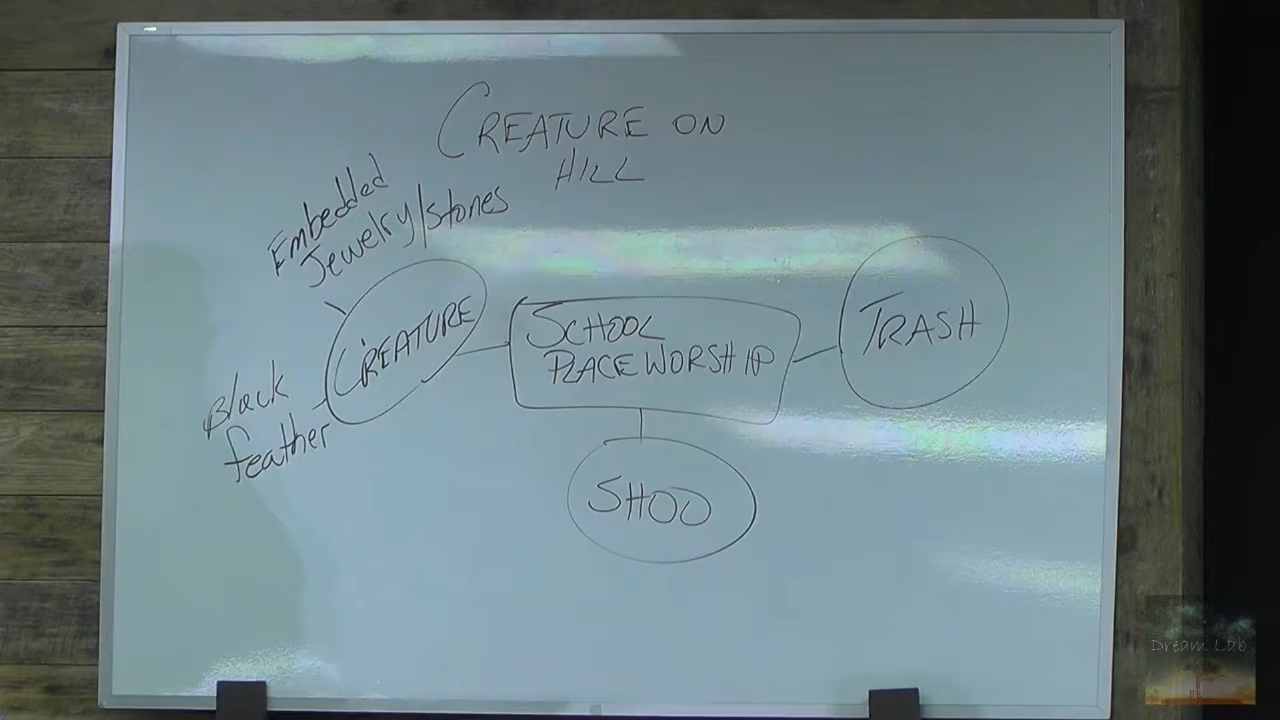 CREATURE ON
HILL
Embedded
Jewelry/stones
CREATURE
Black
feather
SCHOOL
PLACE WORSHIP
TRASH
SHOO
Dream Lab